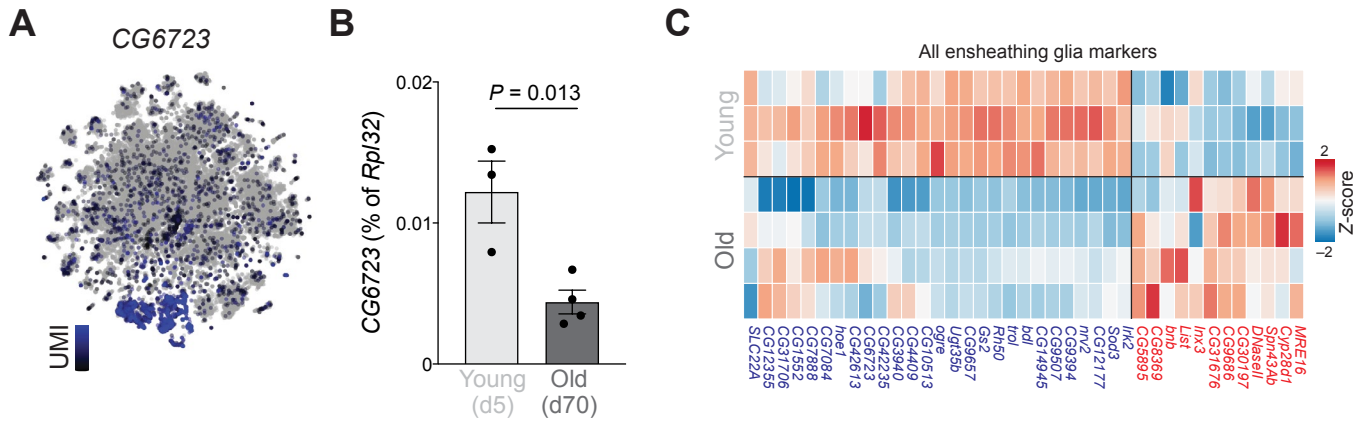 A
CG6723
UMI
B
CG6723 (% of Rpl32)
0.02
0.01
0
P = 0.013
Young
(d5)
Old
(d70)
C
All ensheathing glia markers
Young
Old
2
Z-score
–2
SLC22A
CG12355
CG31706
CG1552
CG7888
CG7084
hoe1
CG42613
CG6723
CG42235
CG3940
CG4409
CG10513
ogre
Ugt35b
CG9657
Gs2
Rh50
trol
bdl
CG14945
CG9507
CG9394
nrv2
CG12177
Sod3
Irk2
CG5895
CG8369
bnb
List
Inx3
CG31676
CG9986
CG30197
DNaseII
Spn43Ab
Cyp28d1
MRE16